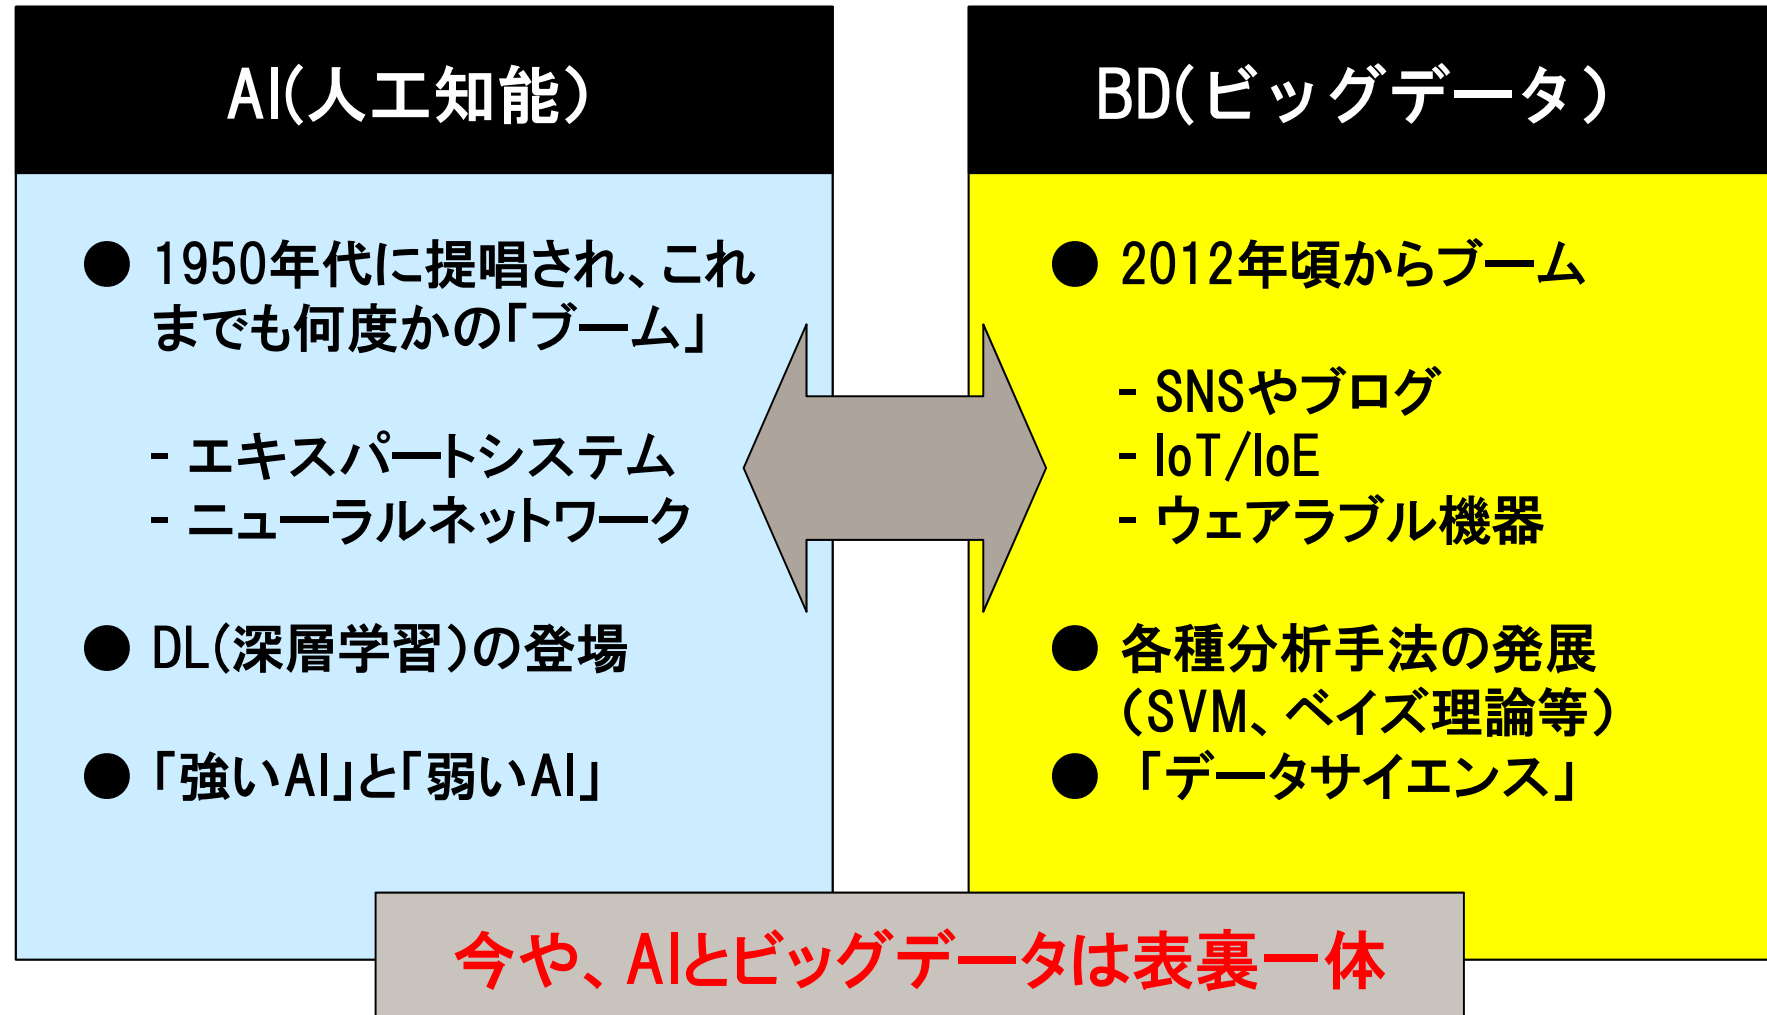 AI(人工知能）
● 1950年代に提唱され、これ
までも何度かの「ブーム」
- エキスパートシステム
- ニューラルネットワーク
● DL(深層学習)の登場
● 「強いAI」と「弱いAI」
BD(ビッグデータ）
● 2012年頃からブーム
- SNSやブログ
- IoT/IoE
- ウェアラブル機器
● 各種分析手法の発展
（SVM、ベイズ理論等）
● 「データサイエンス」
今や、AIとビッグデータは表裏一体